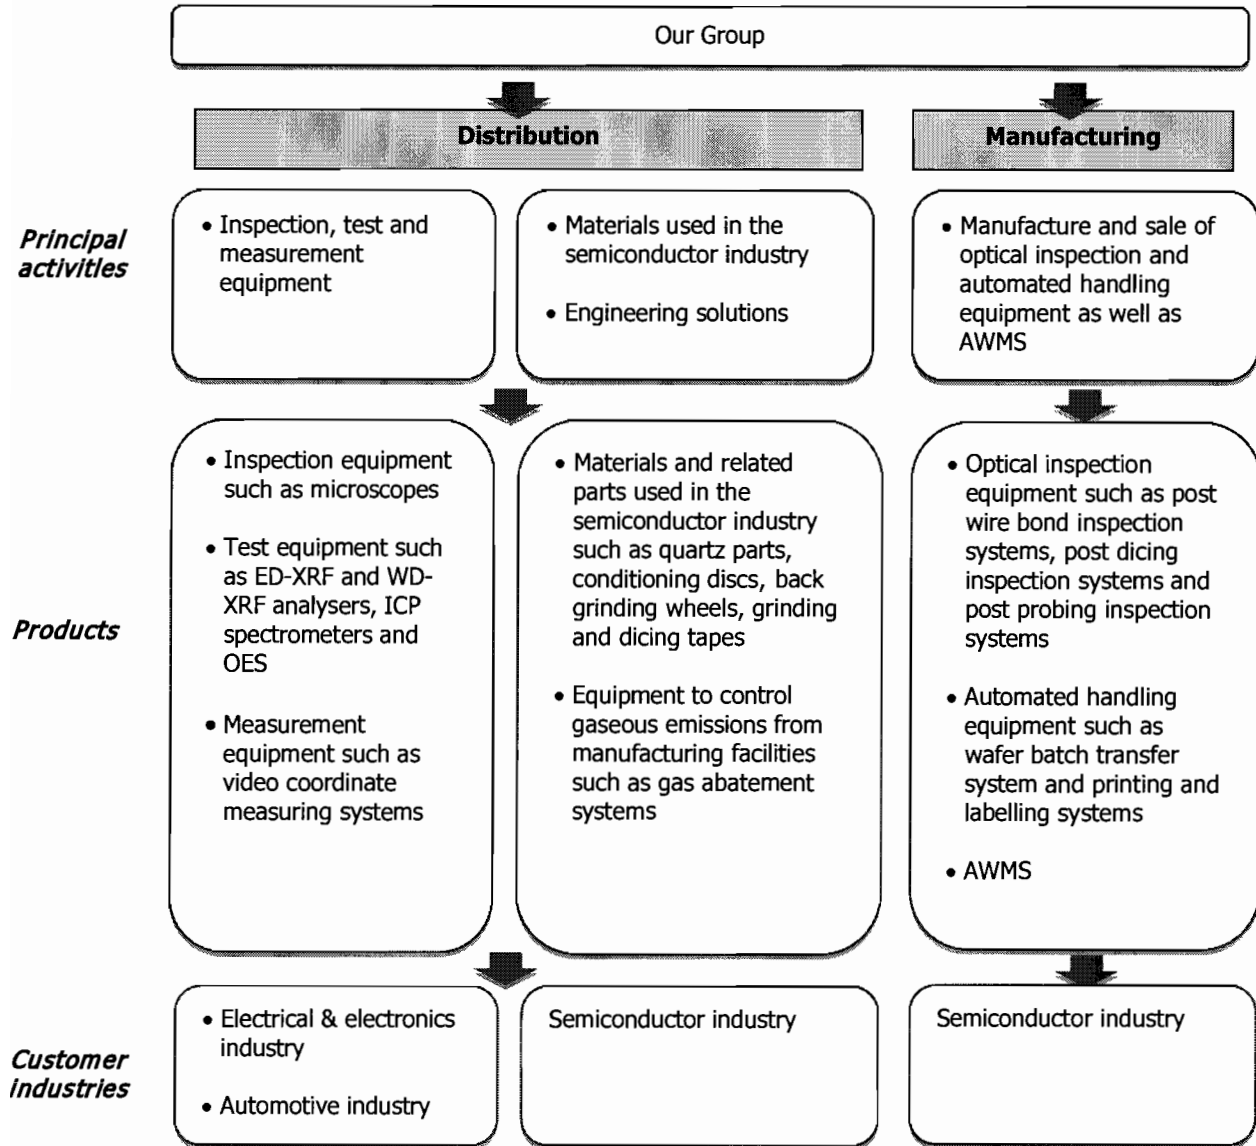 Our Group
Distribution
Manufacturing
Principal
activities
• Inspection, test and
measurement
equipment
• Materials used in the
semiconductor industry
• Engineering solutions
• Manufacture and sale of
optical inspection and
automated handling
equipment as well as
AWMS
Products
• Inspection equipment
such as microscopes
• Test equipment such
as ED-XRF and WD-
XRF analysers, ICP
spectrometers and
OES
• Measurement
equipment such as
video coordinate
measuring systems
• Materials and related
parts used in the
semiconductor industry
such as quartz parts,
conditioning discs, back
grinding wheels, grinding
and dicing tapes
• Equipment to control
gaseous emissions from
manufacturing facilities
such as gas abatement
systems
• Optical inspection
equipment such as post
wire bond inspection
systems, post dicing
inspection systems and
post probing inspection
systems
• Automated handling
equipment such as
wafer batch transfer
system and printing and
labelling systems
• AWMS
Customer
industries
• Electrical & electronics
industry
• Automotive industry
Semiconductor industry
Semiconductor industry